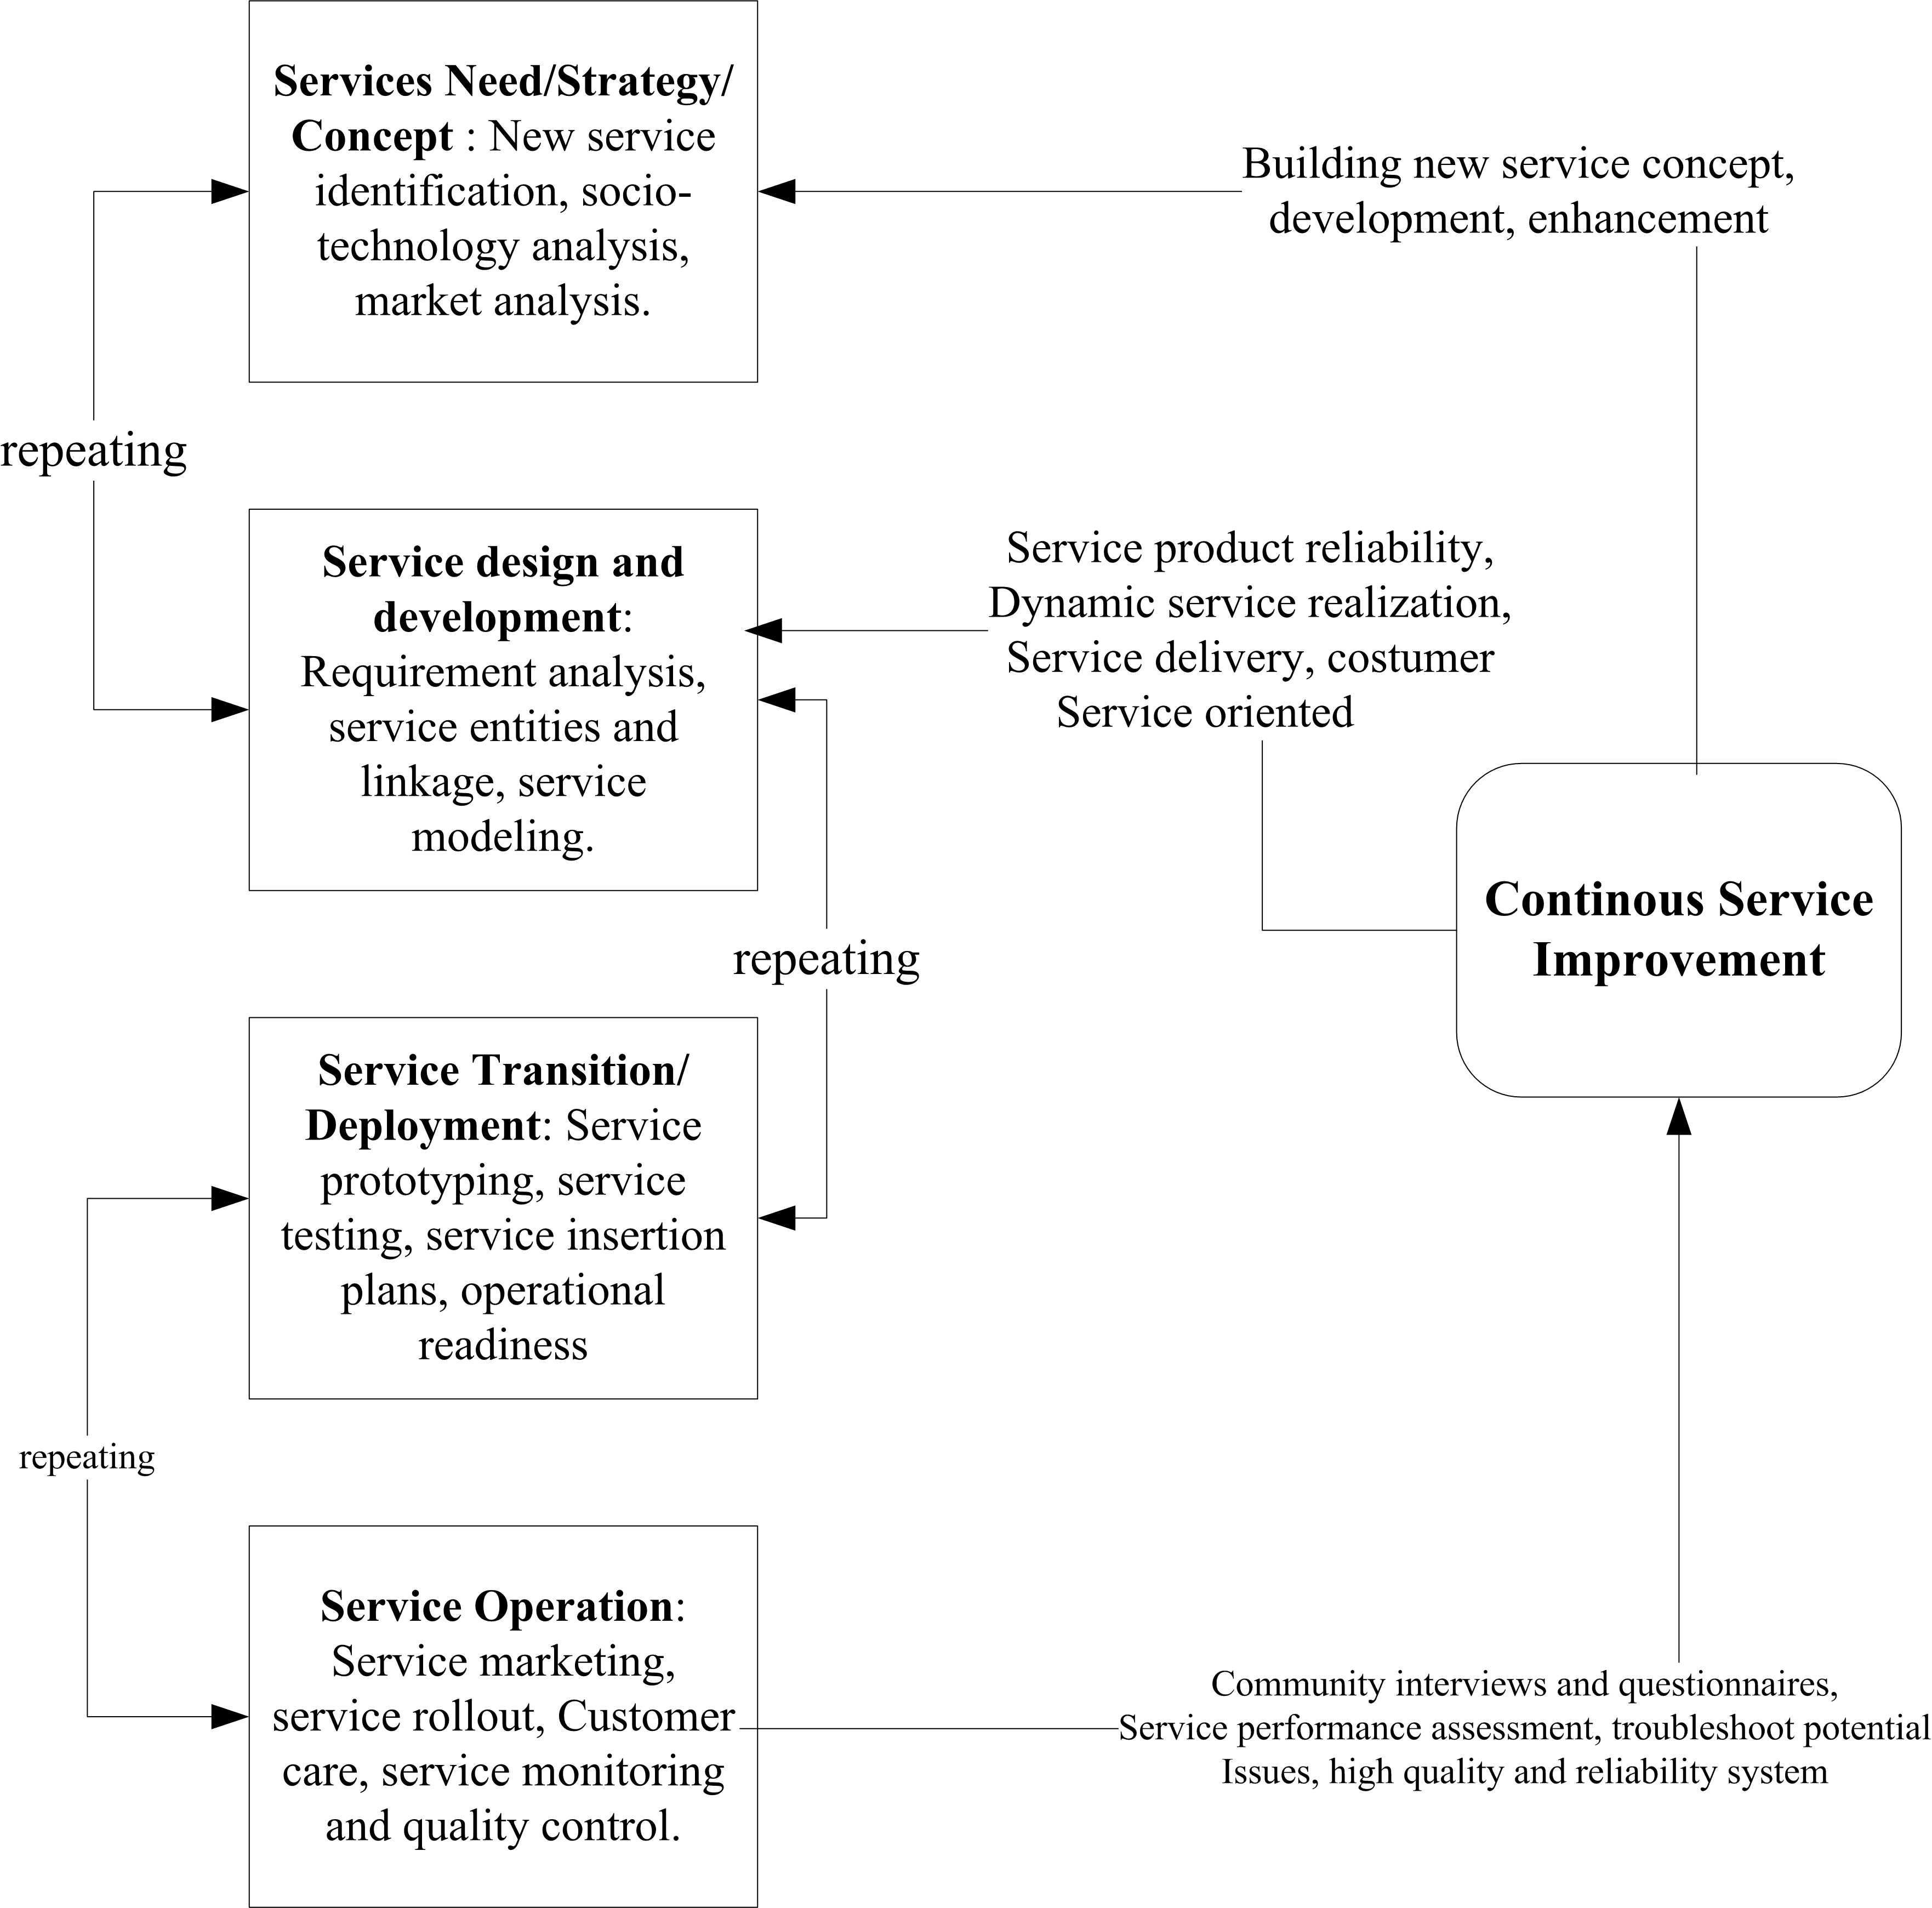 Services Need/Strategy/
Concept : New service
identification, socio-
technology analysis,
market analysis.
Building new service concept,
development, enhancement
repeating
Service design and
development:
Requirement analysis,
service entities and
linkage, service
modeling.
Service product reliability,
Dynamic service realization,
Service delivery, costumer
Service oriented
Continous Service
Improvement
repeating
Service Transition/
Deployment: Service
prototyping, service
testing, service insertion
plans, operational
readiness
repeating
Service Operation:
Service marketing,
service rollout, Customer
care, service monitoring
and quality control.
Community interviews and questionnaires,
Service performance assessment, troubleshoot potential
Issues, high quality and reliability system